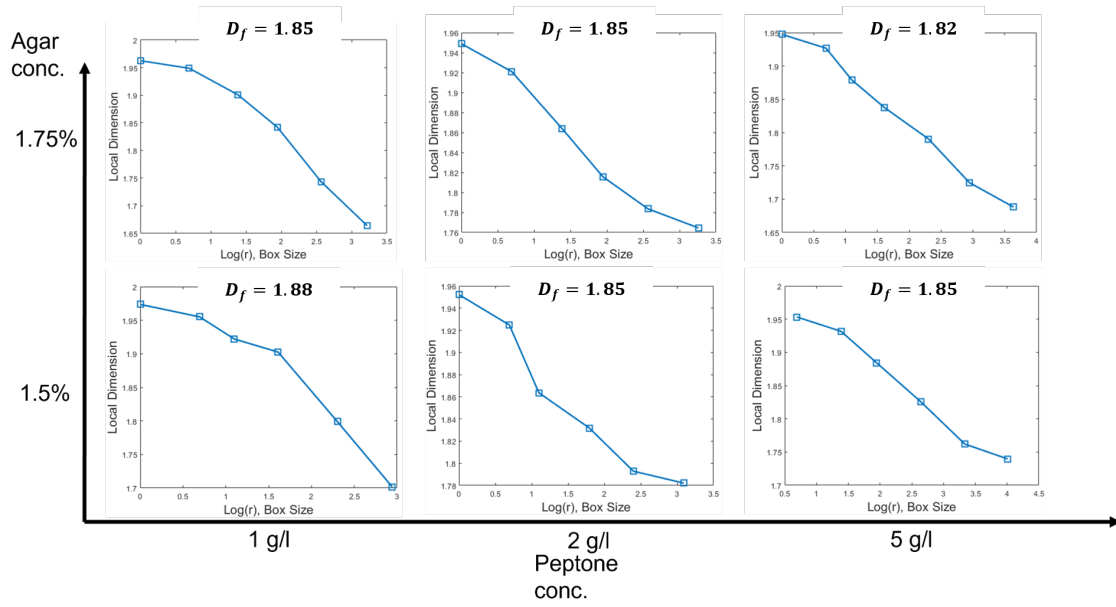 Agar
conc.
1.75%
1.5%
D_f = 1.85
2
1.95
1.9
1.85
1.8
1.75
1.7
1.65
Local Dimension
0 0.5 1 1.5 2 2.5 3 3.5
Log(r), Box Size
D_f = 1.85
1.96
1.94
1.92
1.9
1.88
1.86
1.84
1.82
1.8
1.78
1.76
Local Dimension
0 0.5 1 1.5 2 2.5 3 3.5
Log(r), Box Size
D_f = 1.82
1.95
1.9
1.85
1.8
1.75
1.7
1.65
Local Dimension
0 0.5 1 1.5 2 2.5 3 3.5 4
Log(r), Box Size
D_f = 1.88
2
1.95
1.9
1.85
1.8
1.75
1.7
Local Dimension
0 0.5 1 1.5 2 2.5 3
Log(r), Box Size
D_f = 1.85
1.96
1.94
1.92
1.9
1.88
1.86
1.84
1.82
1.8
1.78
Local Dimension
0 0.5 1 1.5 2 2.5 3 3.5
Log(r), Box Size
D_f = 1.85
2
1.95
1.9
1.85
1.8
1.75
1.7
Local Dimension
0.5 1 1.5 2 2.5 3 3.5 4 4.5
Log(r), Box Size
1 g/l
2 g/l
5 g/l
Peptone
conc.